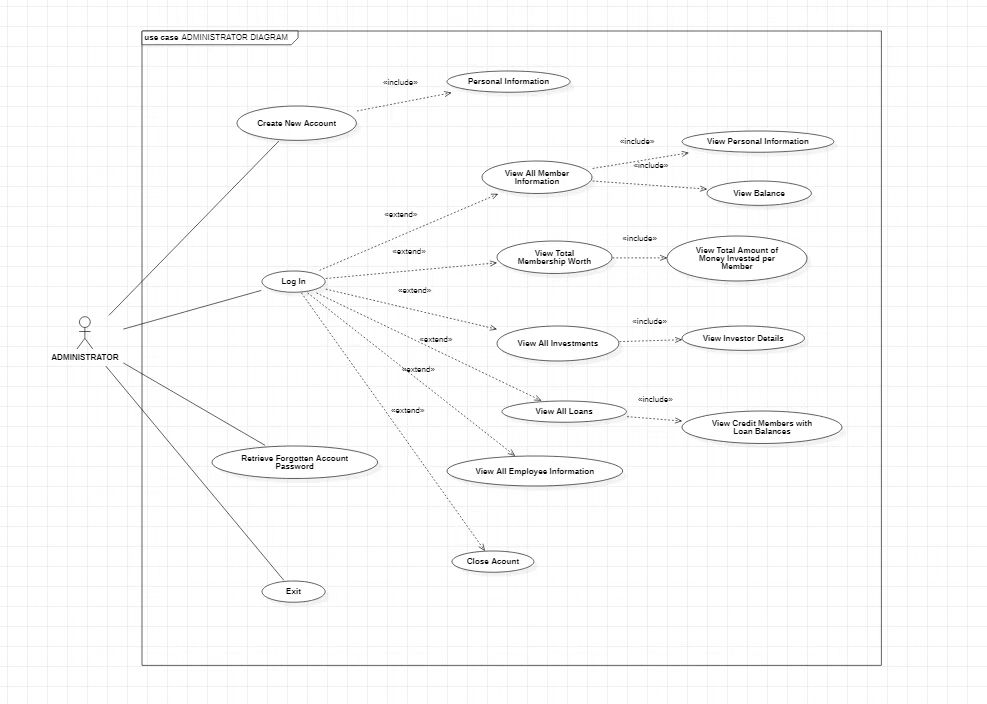 use case ADMINISTRATOR DIAGRAM
«include»
Personal Information
Create New Account
«include»
View Personal Information
«include»
View All Member
Information
View Balance
«extend»
«include»
«extend»
View Total
Membership Worth
View Total Amount of
Money Invested per
Member
Log In
«extend»
«include»
ADMINISTRATOR
«extend»
View All Investments
View Investor Details
«extend»
«include»
«extend»
View All Loans
View Credit Members with
Loan Balances
Retrieve Forgotten Account
Password
View All Employee Information
Close Acount
Exit